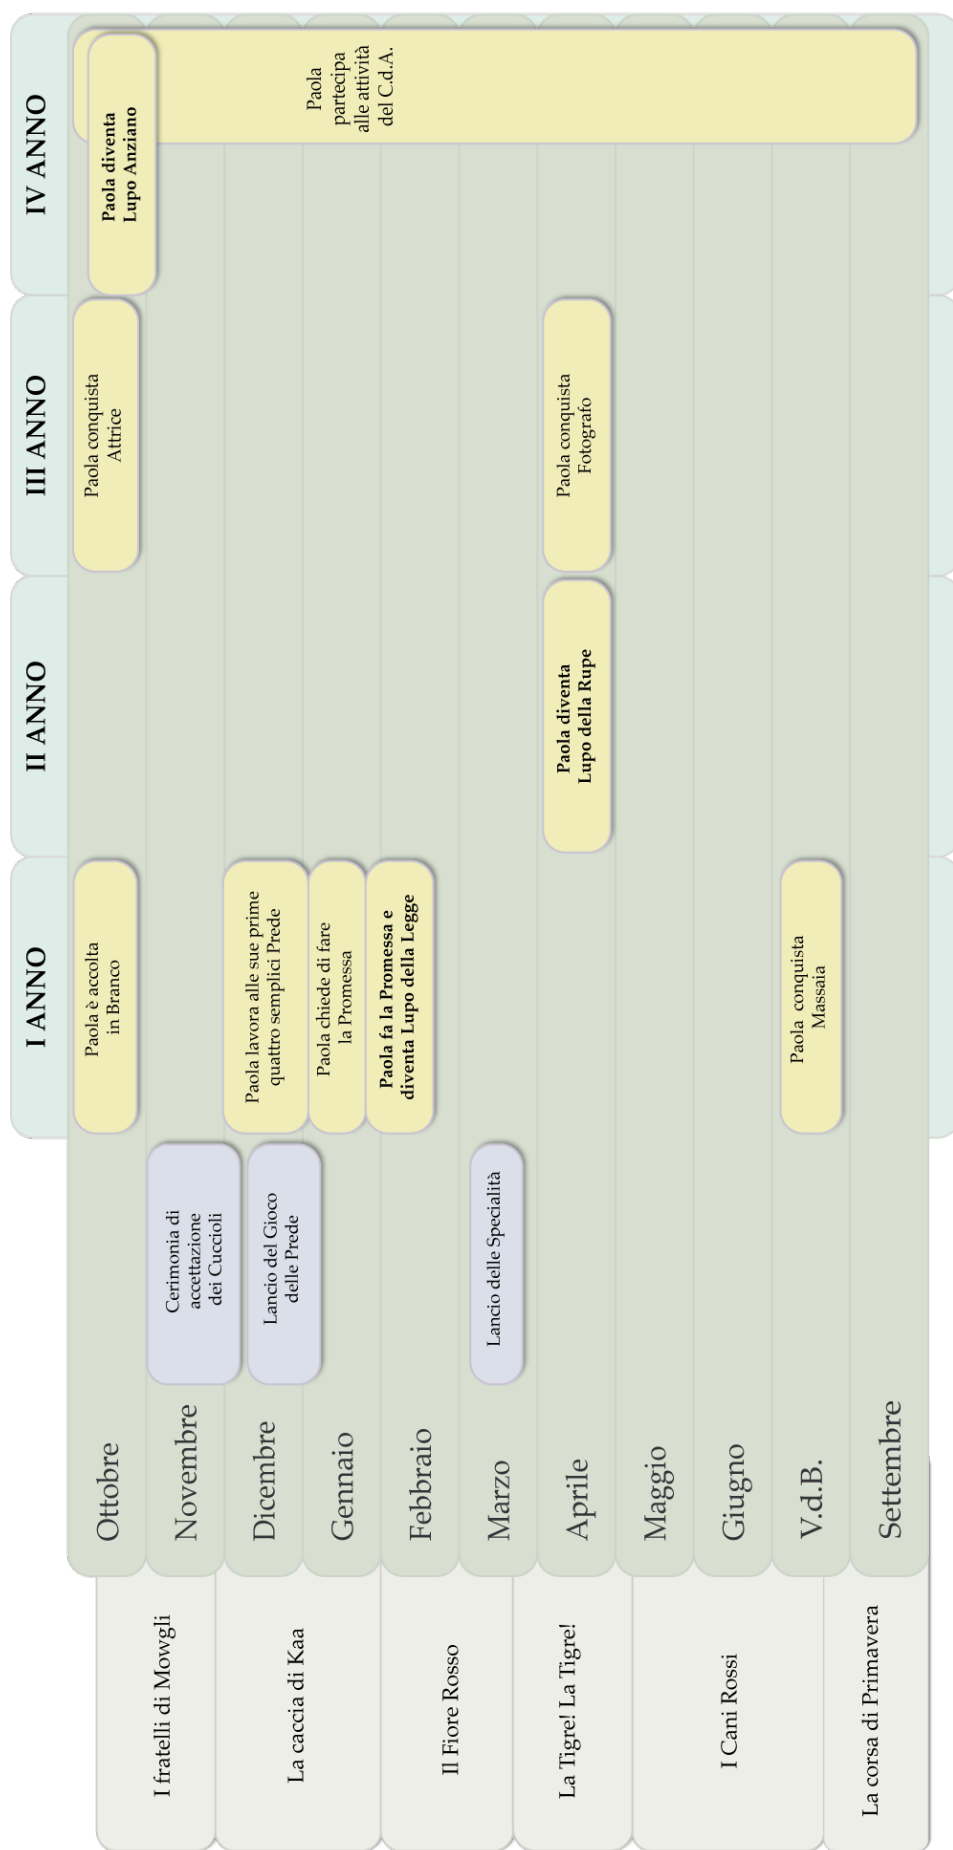 I ANNO
II ANNO
III ANNO
IV ANNO
I fratelli di Mowgli
La caccia di Kaa
Il Fiore Rosso
La Tigre! La Tigre!
I Cani Rossi
La corsa di Primavera
Ottobre
Novembre
Dicembre
Gennaio
Febbraio
Marzo
Aprile
Maggio
Giugno
V.d.B.
Settembre
Cerimonia di
accettazione
dei Cuccioli
Lancio del Gioco
delle Prede
Lancio delle Specialità
Paola è accolta
in Branco
Paola lavora alle sue prime
quattro semplici Prede
Paola chiede di fare
la Promessa
Paola fa la Promessa e
diventa Lupo della Legge
Paola conquista
Massaia
Paola diventa
Lupo della Rupe
Paola conquista
Attrice
Paola conquista
Fotografo
Paola diventa
Lupo Anziano
Paola
partecipa
alle attività
del C.d.A.